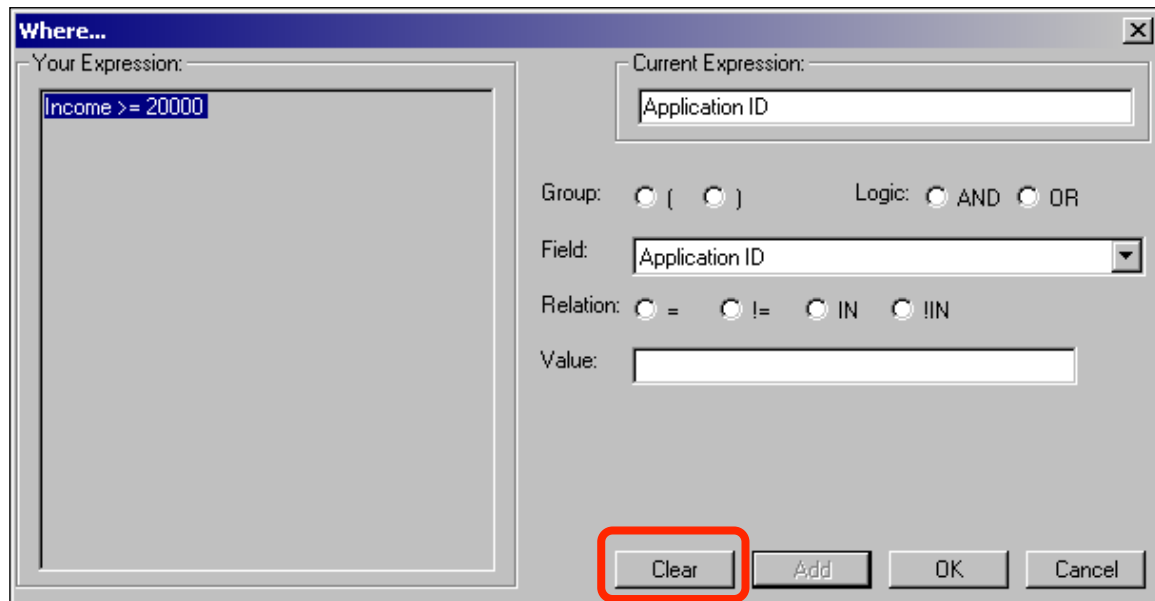 Where...
Your Expression:
Income >= 20000
Current Expression:
Application ID
Group: ( ) Logic: AND OR
Field: Application ID
Relation: = != IN !IN
Value:
Clear Add OK Cancel